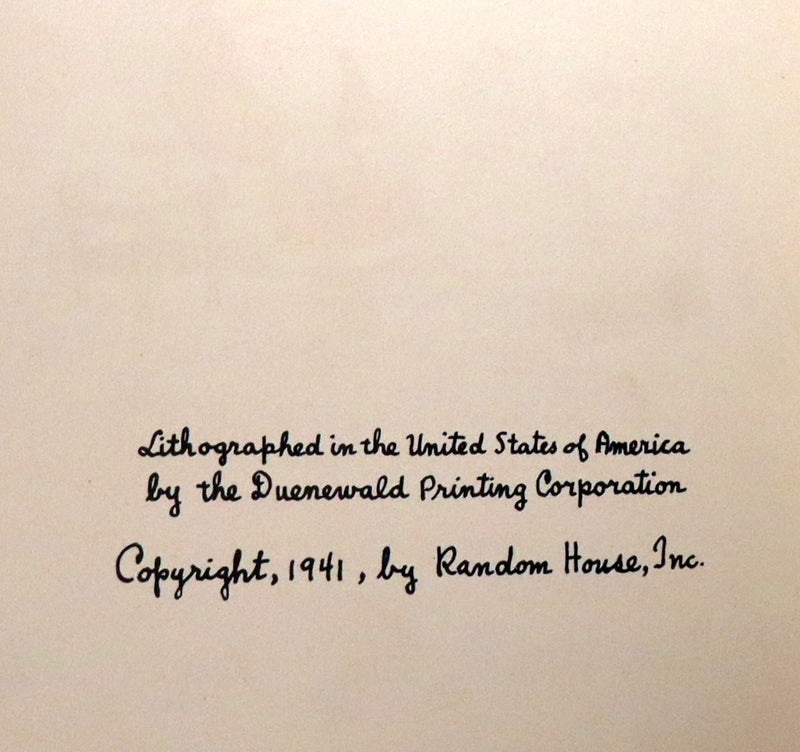 Lithographed in the United States of America
by the Duenewald Printing Corporation
Copyright, 1941, by Random House, Inc.